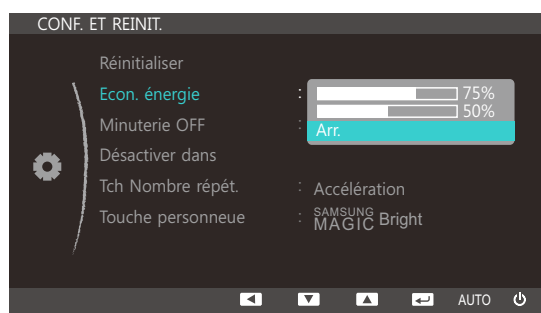 CONF. ET REINIT.
Réinitialiser
Econ. énergie :
75%
50%
Arr.
Minuterie OFF :
Désactiver dans
Tch Nombre répét. : Accélération
Touche personneue : SAMSUNG MAGIC Bright
AUTO